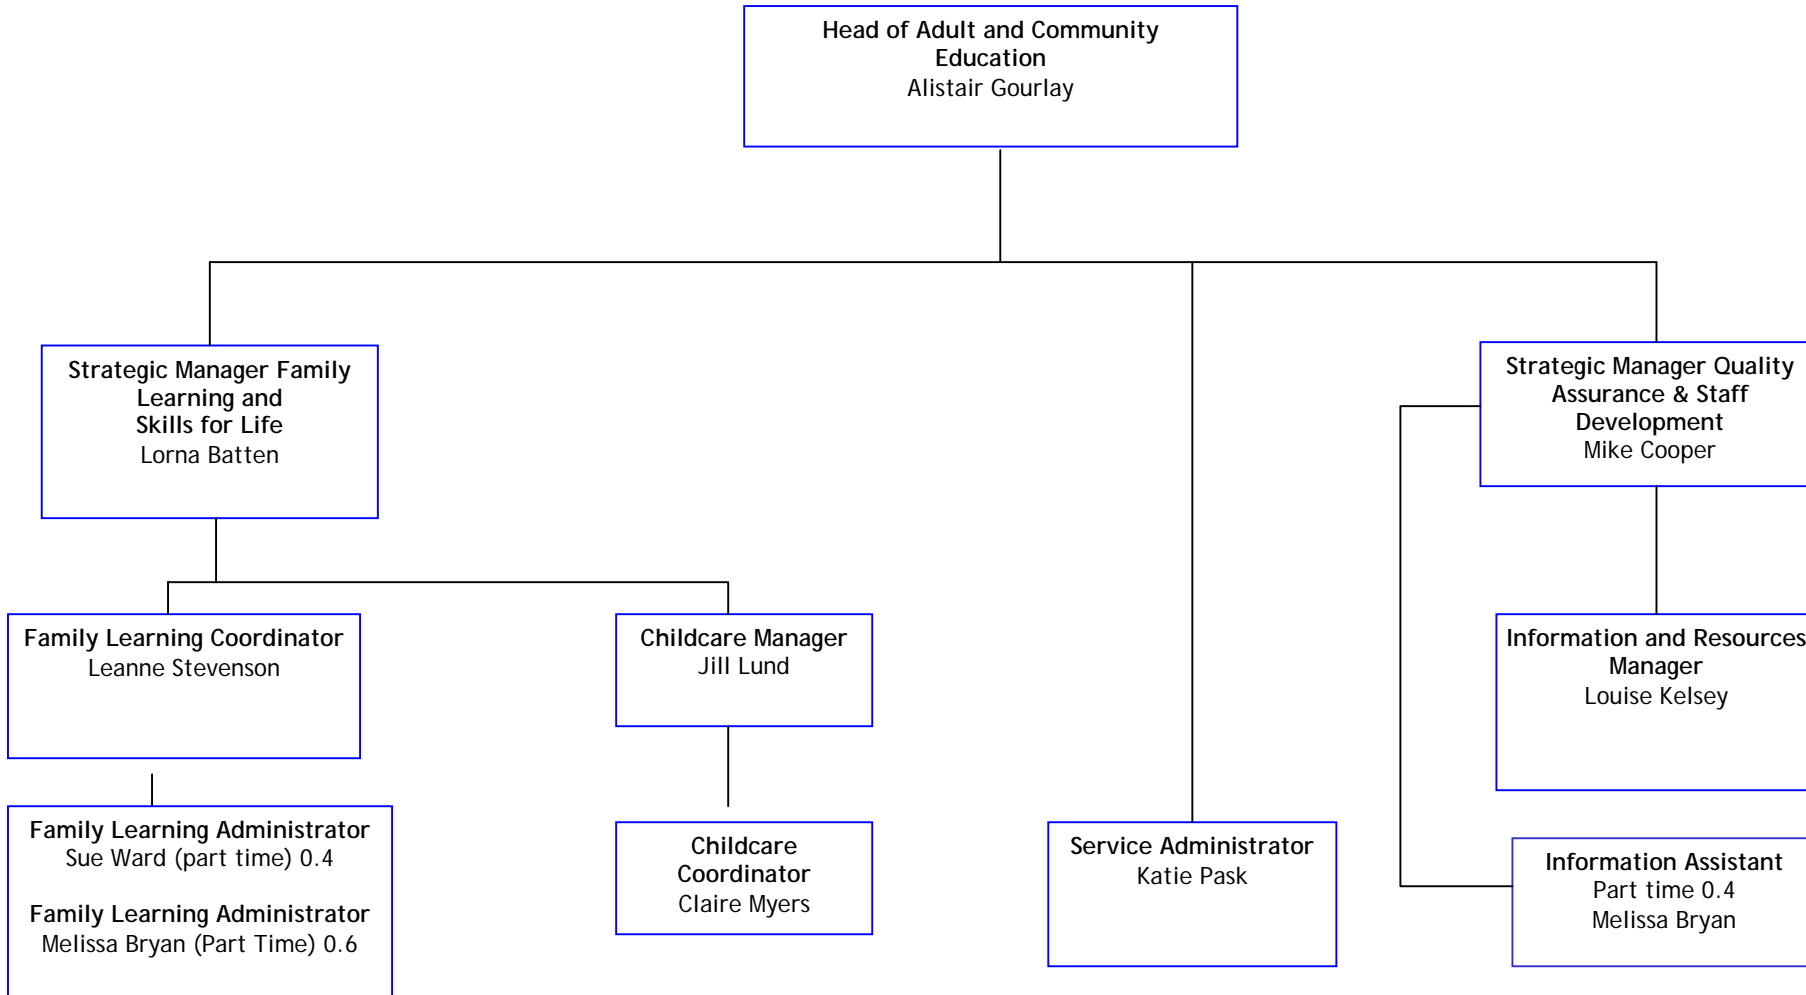 Head of Adult and Community
Education
Alistair Gourlay
Strategic Manager Family
Learning and
Skills for Life
Lorna Batten
Strategic Manager Quality
Assurance & Staff
Development
Mike Cooper
Family Learning Coordinator
Leanne Stevenson
Childcare Manager
Jill Lund
Information and Resources
Manager
Louise Kelsey
Family Learning Administrator
Sue Ward (part time) 0.4
Family Learning Administrator
Melissa Bryan (Part Time) 0.6
Childcare
Coordinator
Claire Myers
Service Administrator
Katie Pask
Information Assistant
Part time 0.4
Melissa Bryan